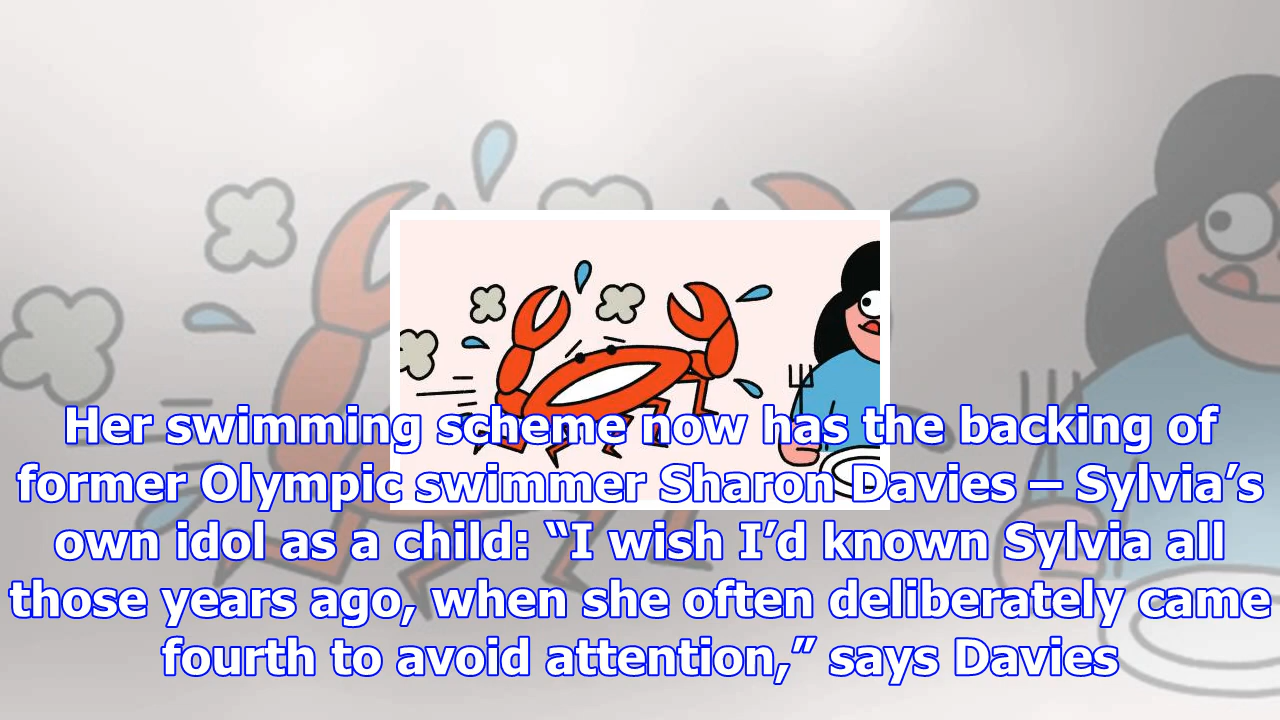 Her swimming scheme now has the backing of
former Olympic swimmer Sharon Davies – Sylvia’s
own idol as a child: “I wish I’d known Sylvia all
those years ago, when she often deliberately came
fourth to avoid attention,” says Davies